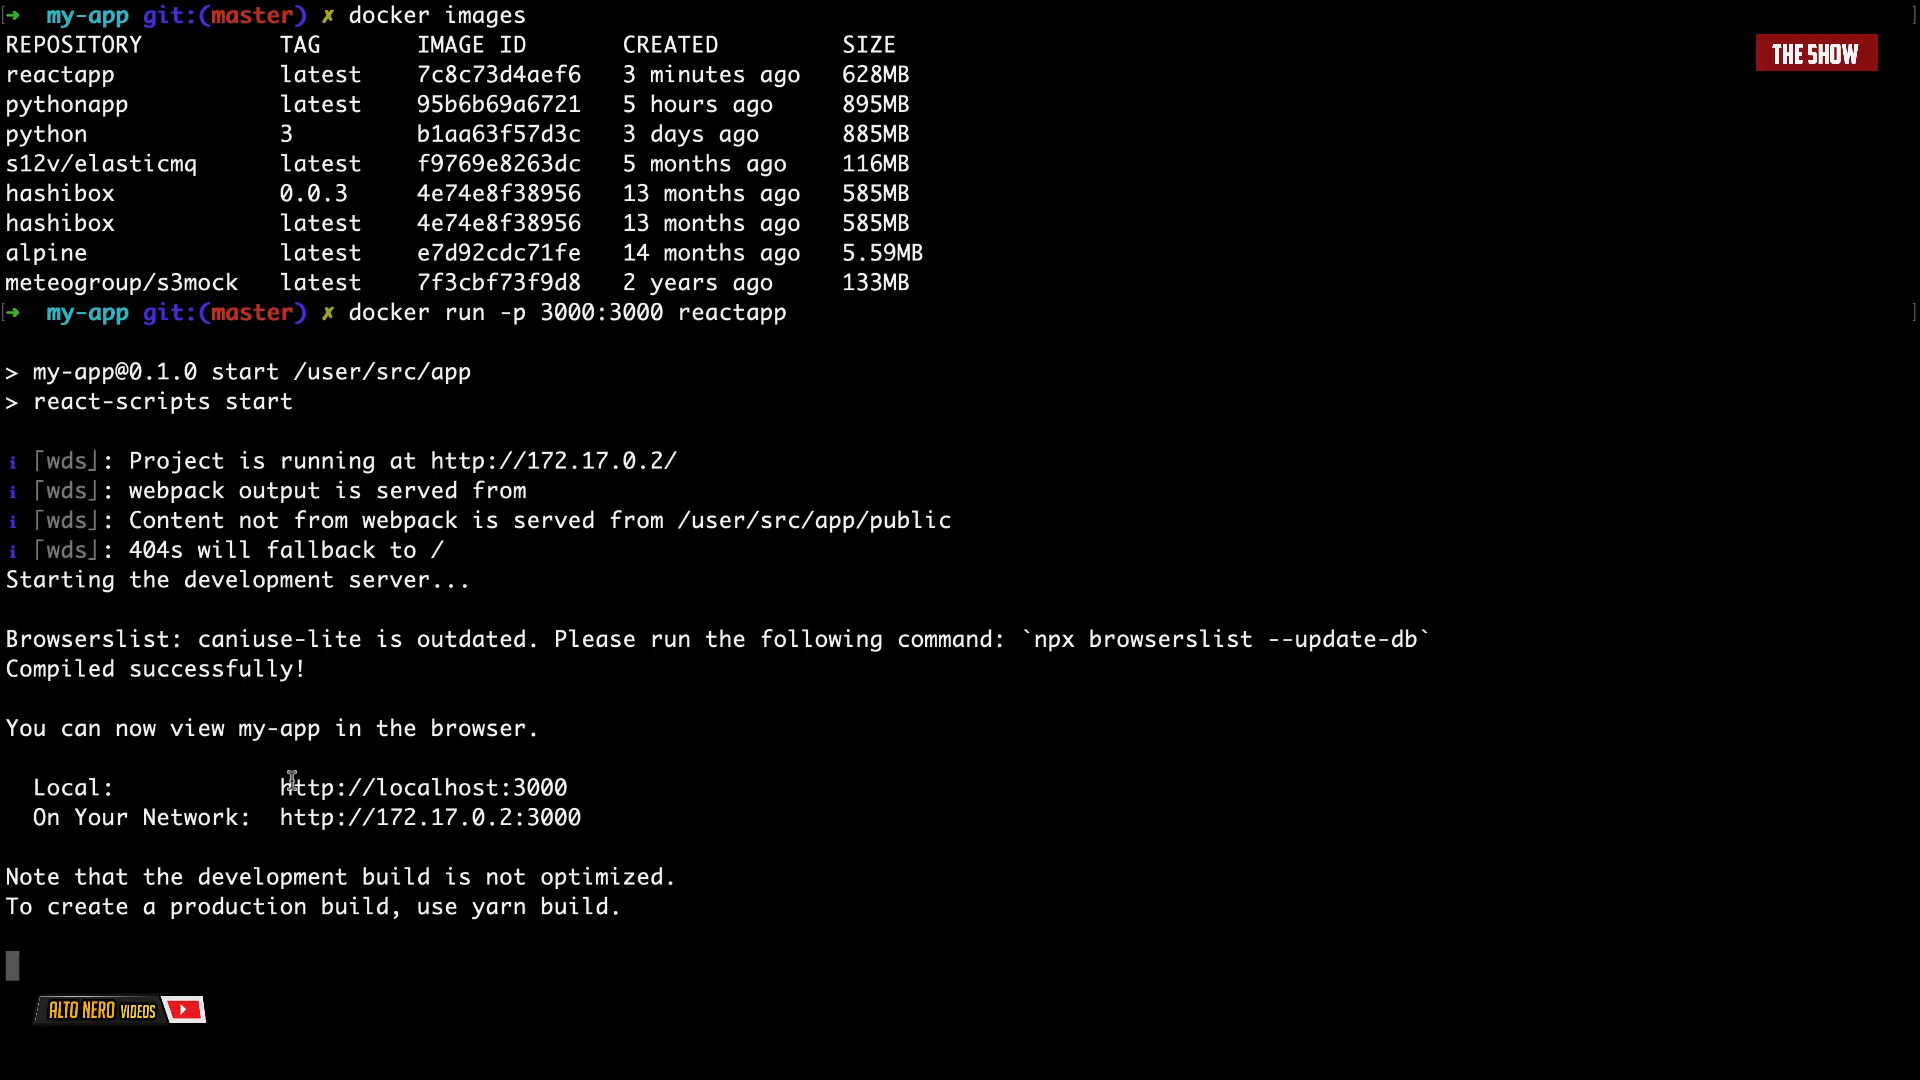 ➜ my-app git:(master) ✗ docker images
REPOSITORY TAG IMAGE ID CREATED SIZE
reactapp latest 7c8c73d4aef6 3 minutes ago 628MB
pythonapp latest 95b6b69a6721 5 hours ago 895MB
python 3 b1aa63f57d3c 3 days ago 885MB
s12v/elasticmq latest f9769e8263dc 5 months ago 116MB
hashibox 0.0.3 4e74e8f38956 13 months ago 585MB
hashibox latest 4e74e8f38956 13 months ago 585MB
alpine latest e7d92cdc71fe 14 months ago 5.59MB
meteogroup/s3mock latest 7f3cbf73f9d8 2 years ago 133MB
➜ my-app git:(master) ✗ docker run -p 3000:3000 reactapp
> my-app@0.1.0 start /user/src/app
> react-scripts start
ℹ ｢wds｣: Project is running at http://172.17.0.2/
ℹ ｢wds｣: webpack output is served from
ℹ ｢wds｣: Content not from webpack is served from /user/src/app/public
ℹ ｢wds｣: 404s will fallback to /
Starting the development server...
Browserslist: caniuse-lite is outdated. Please run the following command: `npx browserslist --update-db`
Compiled successfully!
You can now view my-app in the browser.
Local: http://localhost:3000
On Your Network: http://172.17.0.2:3000
Note that the development build is not optimized.
To create a production build, use yarn build.
THE SHOW
ALTO NERO VIDEOS